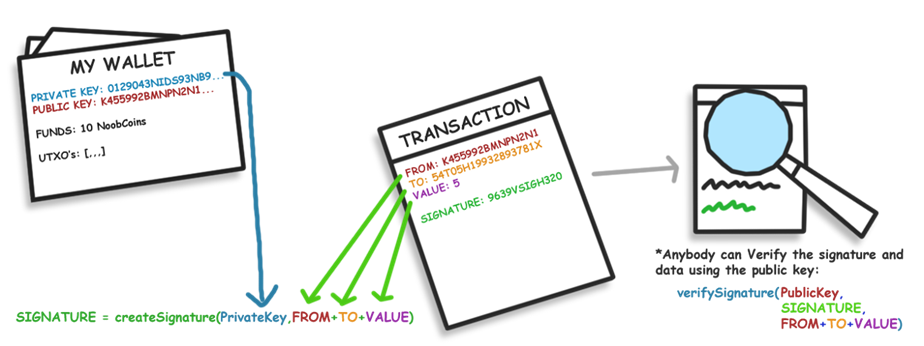 MY WALLET
PRIVATE KEY: 0129043NIDS93NB9...
PUBLIC KEY: K455992BMNPN2N1...
FUNDS: 10 NoobCoins
UTXO's: [...]
TRANSACTION
FROM: K455992BMNPN2N1
TO: 54T05H19932893781X
VALUE: 5
SIGNATURE: 9639VSIGH320
SIGNATURE = createSignature(PrivateKey,FROM+TO+VALUE)
*Anybody can Verify the signature and
data using the public key:
verifySignature(PublicKey,
SIGNATURE,
FROM+TO+VALUE)